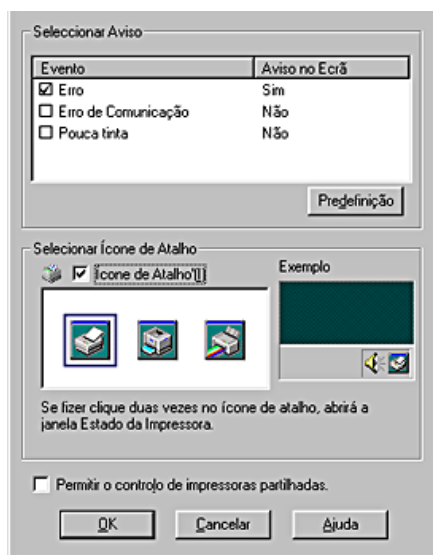 Seleccionar Aviso
Evento Aviso no Ecrã
Erro Sim
Erro de Comunicação Não
Pouca tinta Não
Predefinição
Selecionar Ícone de Atalho
Ícone de Atalho'(I) Exemplo
Se fizer clique duas vezes no ícone de atalho, abrirá a
janela Estado da Impressora.
Permitir o controlo de impressoras partilhadas.
OK Cancelar Ajuda